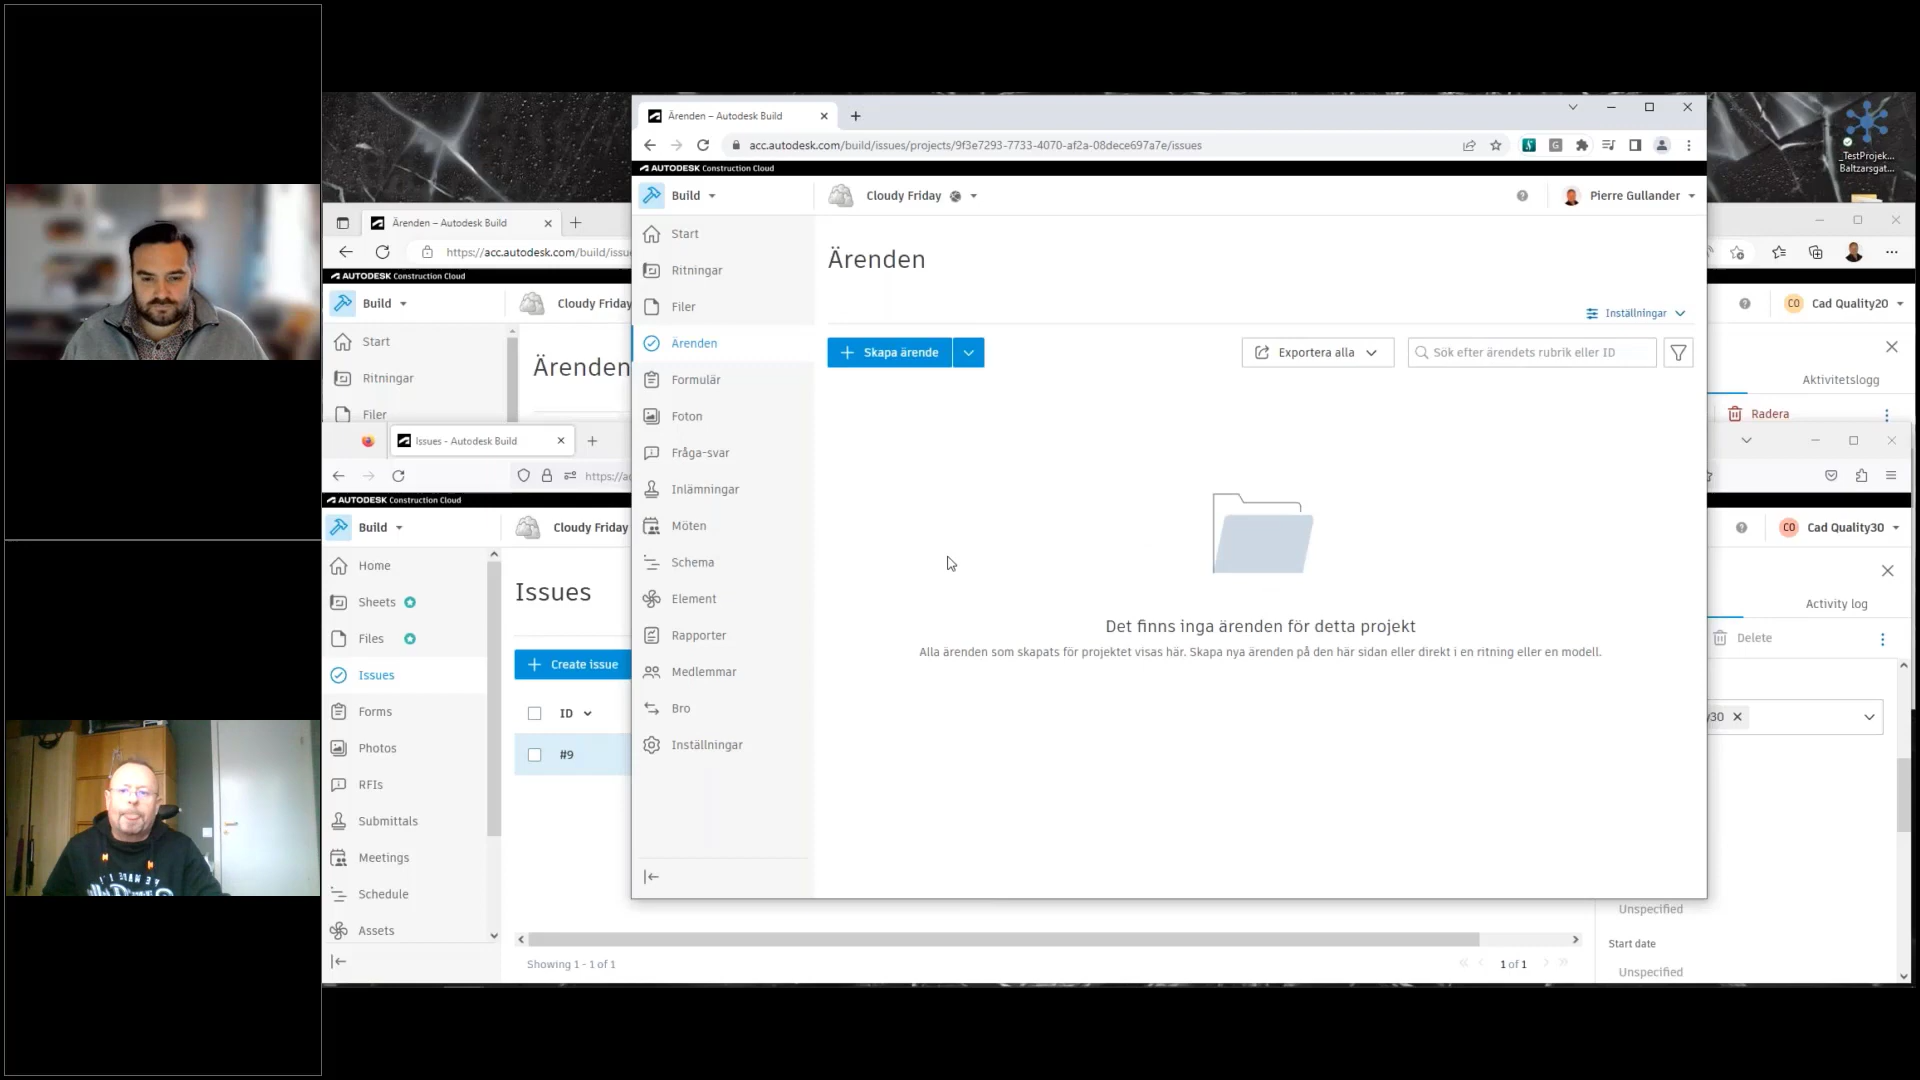 Ärenden – Autodesk Build
acc.autodesk.com/build/issues/projects/9f3e7293-7733-4070-af2a-08dece697a7e/issues
AUTODESK Construction Cloud
Build
Cloudy Friday
Pierre Gullander
Start
Ritningar
Filer
Ärenden
Formulär
Foton
Fråga-svar
Inlämningar
Möten
Schema
Element
Rapporter
Medlemmar
Bro
Inställningar
Ärenden
Inställningar
Skapa ärende
Exportera alla
Sök efter ärendets rubrik eller ID
Det finns inga ärenden för detta projekt
Alla ärenden som skapats för projektet visas här. Skapa nya ärenden på den här sidan eller direkt i en ritning eller en modell.
_TestProjek...
Baltzarsgat...
Ärenden – Autodesk Build
https://acc.autodesk.com/build/issu
AUTODESK Construction Cloud
Build
Cloudy Friday
CO Cad Quality20
Start
Ritningar
Filer
Ärenden
Aktivitetslogg
Radera
Issues - Autodesk Build
https://ac
AUTODESK Construction Cloud
Build
Cloudy Friday
CO Cad Quality30
Home
Sheets
Files
Issues
Forms
Photos
RFIs
Submittals
Meetings
Schedule
Assets
Issues
Create issue
ID
#9
Showing 1 - 1 of 1
1 of 1
Activity log
Delete
y30
Unspecified
Start date
Unspecified